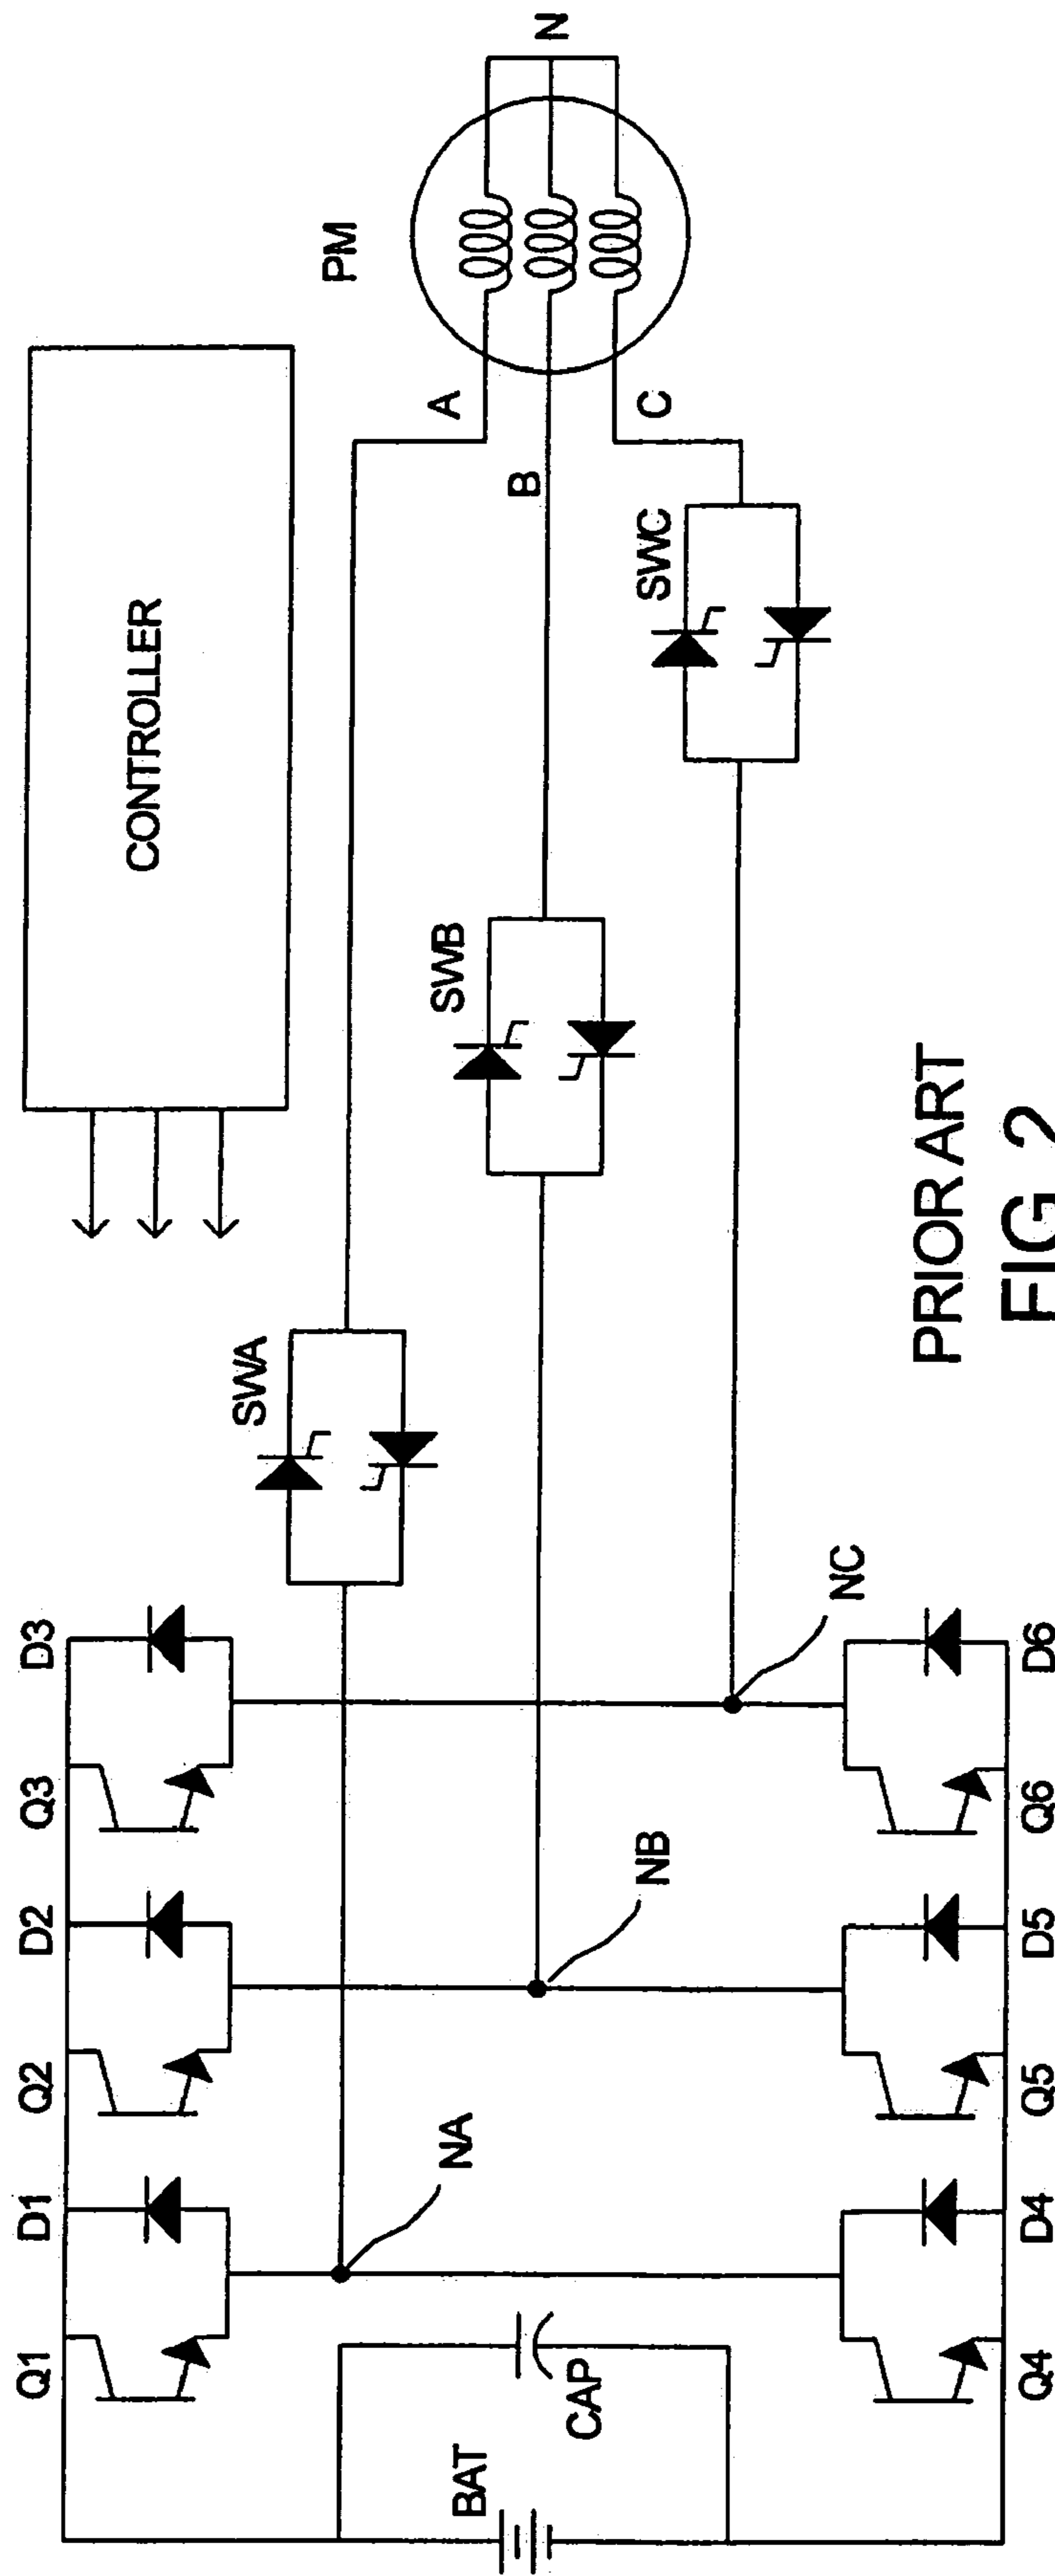 CONTROLLER
Q1 D1 Q2 D2 Q3 D3
SWA
PM
A
N
SWB
B
NA
BAT
CAP
NB
SWC
C
NC
Q4 D4 Q5 D5 Q6 D6
PRIOR ART
FIG 2